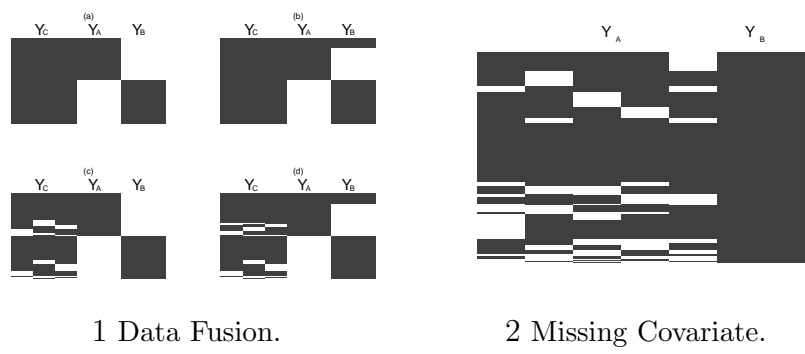 (a)
Y_C Y_A Y_B
(b)
Y_C Y_A Y_B
(c)
Y_C Y_A Y_B
(d)
Y_C Y_A Y_B
Y_A Y_B
1 Data Fusion.
2 Missing Covariate.